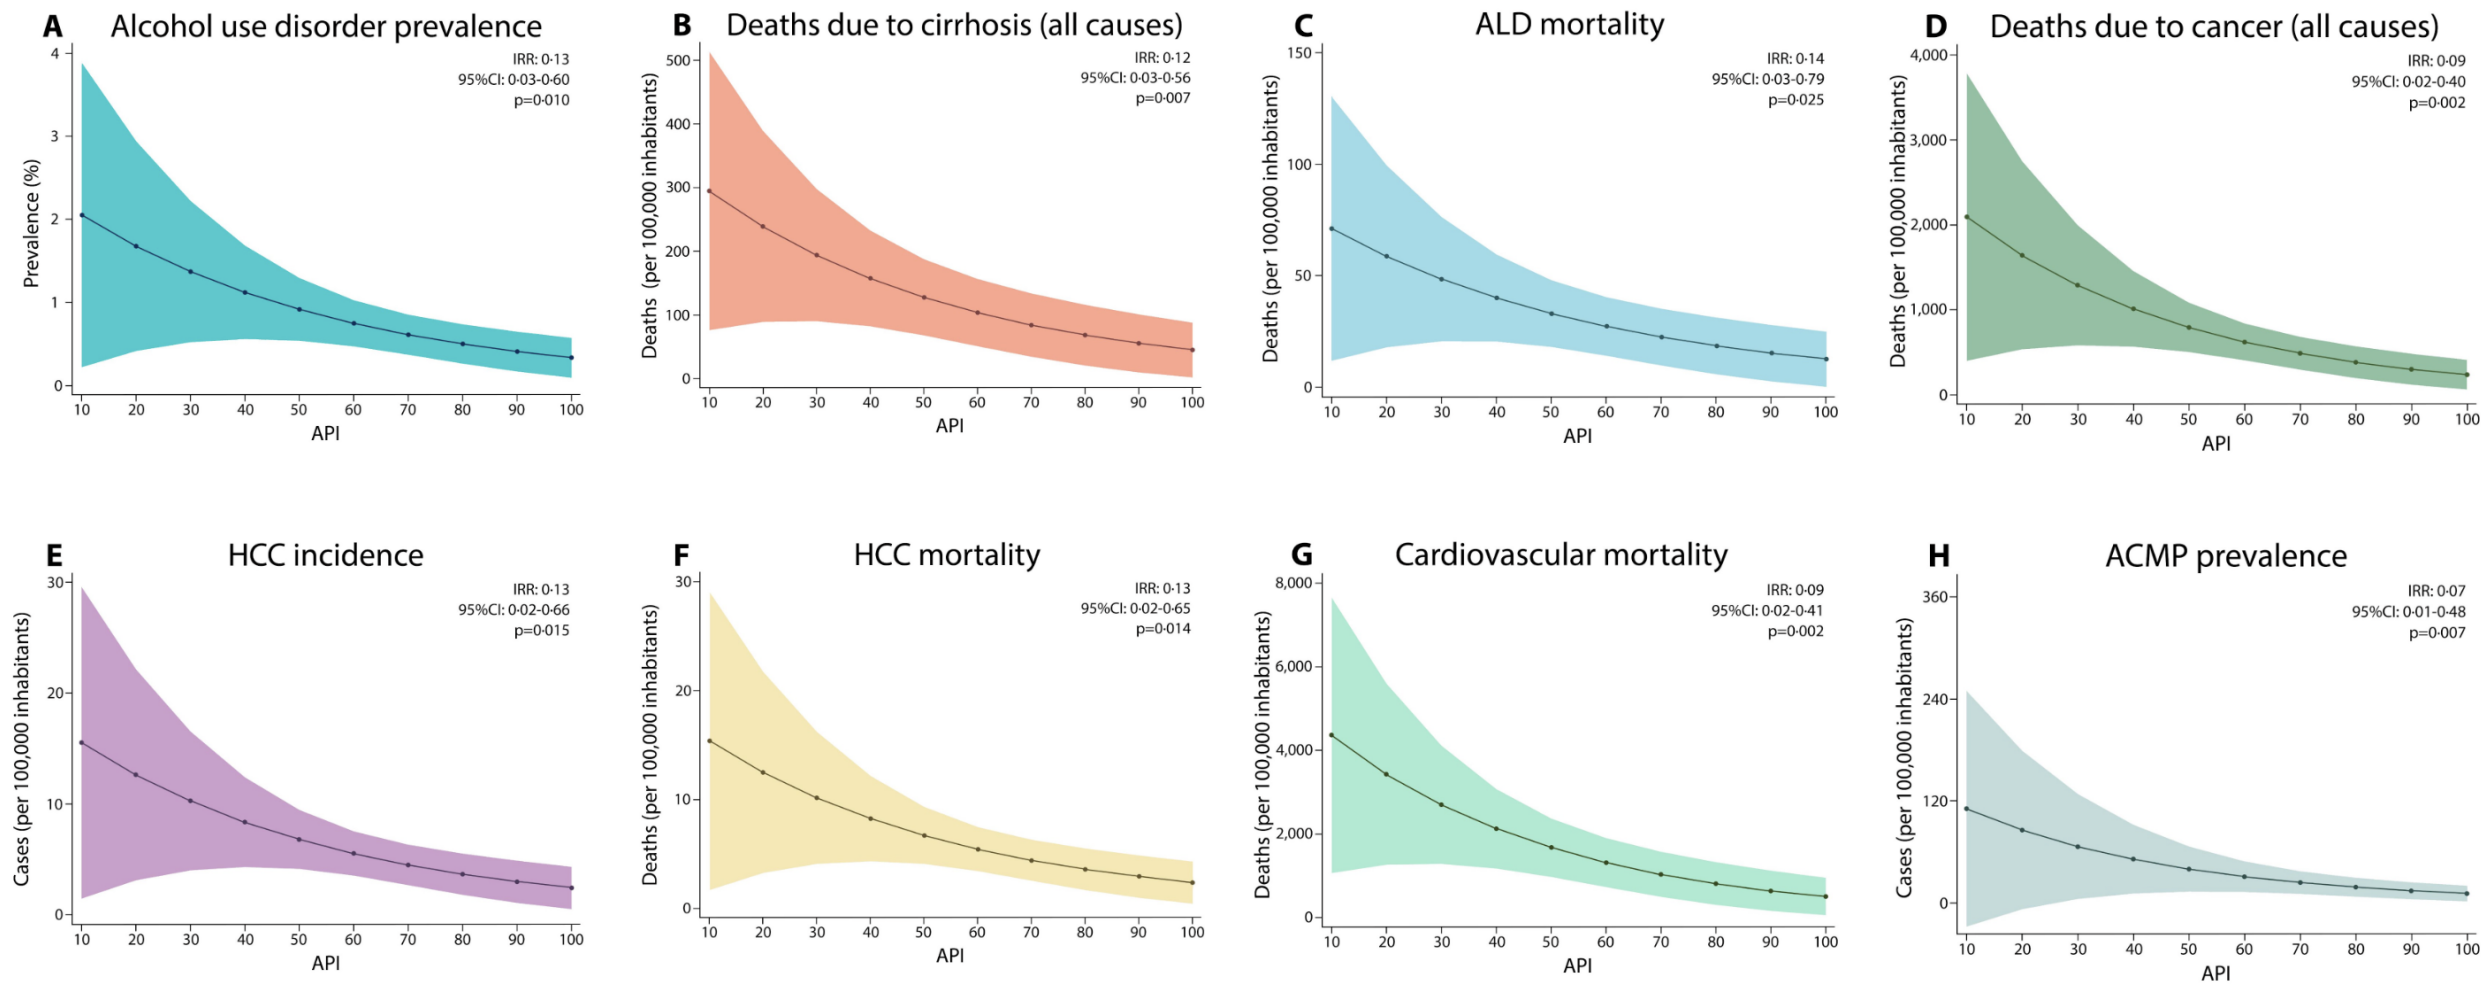 A Alcohol use disorder prevalence
IRR: 0·13
95%CI: 0·03-0·60
p=0·010
Prevalence (%)
4
3
2
1
0
10 20 30 40 50 60 70 80 90 100
API
B Deaths due to cirrhosis (all causes)
IRR: 0·12
95%CI: 0·03-0·56
p=0·007
Deaths (per 100,000 inhabitants)
500
400
300
200
100
0
10 20 30 40 50 60 70 80 90 100
API
C ALD mortality
IRR: 0·14
95%CI: 0·03-0·79
p=0·025
Deaths (per 100,000 inhabitants)
150
100
50
0
10 20 30 40 50 60 70 80 90 100
API
D Deaths due to cancer (all causes)
IRR: 0·09
95%CI: 0·02-0·40
p=0·002
Deaths (per 100,000 inhabitants)
4,000
3,000
2,000
1,000
0
10 20 30 40 50 60 70 80 90 100
API
E HCC incidence
IRR: 0·13
95%CI: 0·02-0·66
p=0·015
Cases (per 100,000 inhabitants)
30
20
10
0
10 20 30 40 50 60 70 80 90 100
API
F HCC mortality
IRR: 0·13
95%CI: 0·02-0·65
p=0·014
Deaths (per 100,000 inhabitants)
30
20
10
0
10 20 30 40 50 60 70 80 90 100
API
G Cardiovascular mortality
IRR: 0·09
95%CI: 0·02-0·41
p=0·002
Deaths (per 100,000 inhabitants)
8,000
6,000
4,000
2,000
0
10 20 30 40 50 60 70 80 90 100
API
H ACMP prevalence
IRR: 0·07
95%CI: 0·01-0·48
p=0·007
Cases (per 100,000 inhabitants)
360
240
120
0
10 20 30 40 50 60 70 80 90 100
API